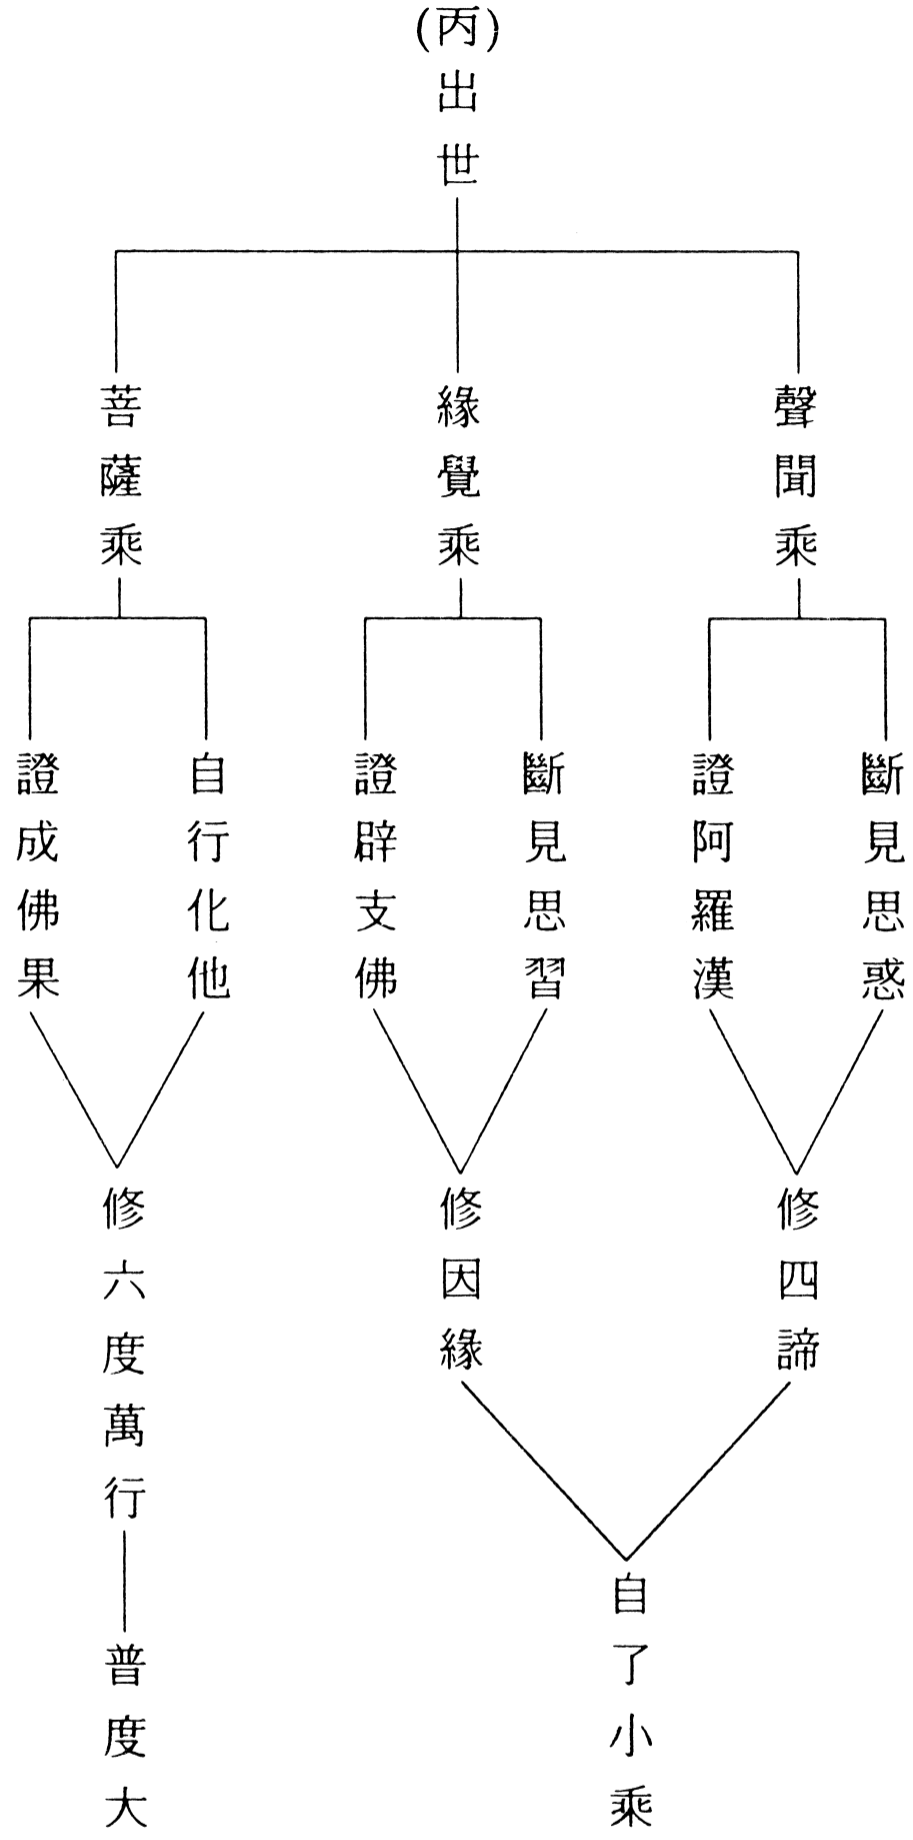 (丙)出世
聲聞乘
緣覺乘
菩薩乘
斷見思惑
證阿羅漢
斷見思習
證辟支佛
自行化他
證成佛果
修四諦
修因緣
修六度萬行
自了小乘
普度大